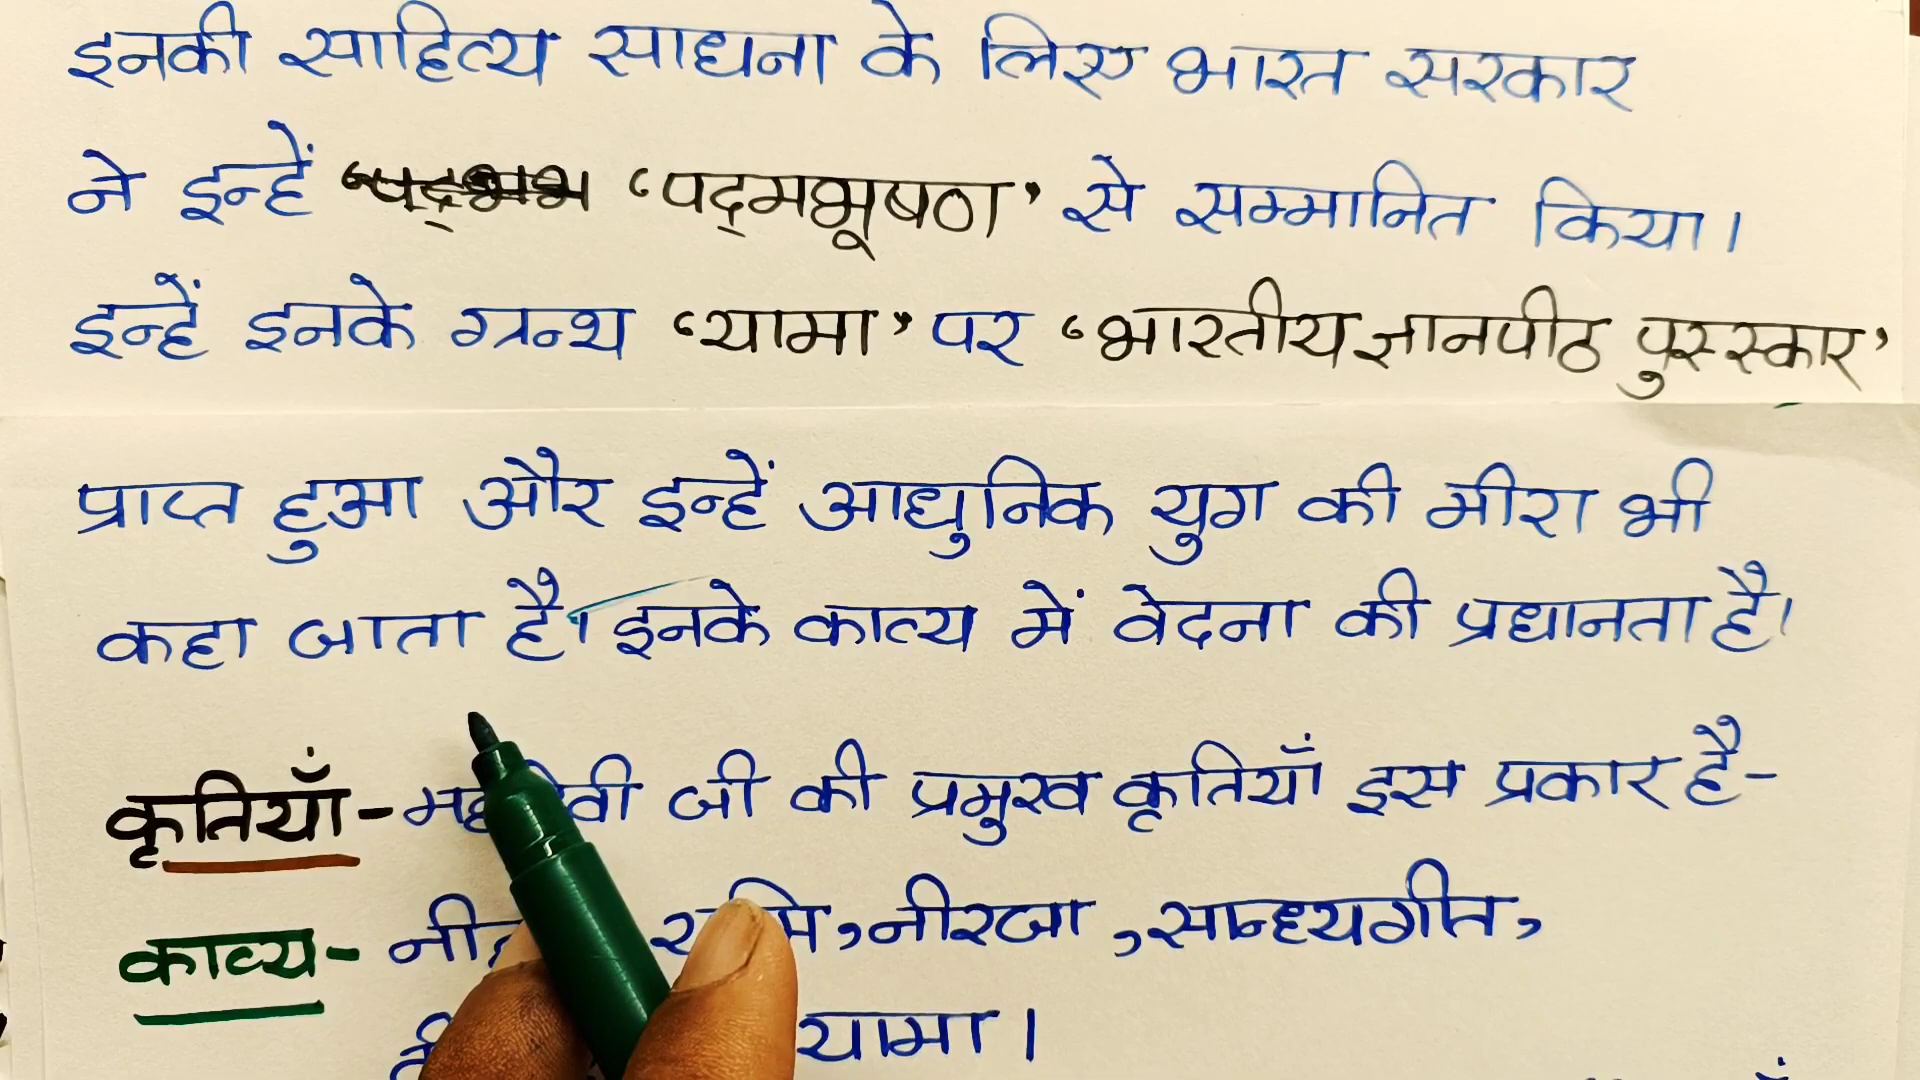 इनकी साहित्य साधना के लिए भारत सरकार
ने इन्हें 'पद्मभूषण' से सम्मानित किया।
इन्हें इनके ग्रन्थ 'यामा' पर 'भारतीय ज्ञानपीठ पुरस्कार'
प्राप्त हुआ और इन्हें आधुनिक युग की मीरा भी
कहा जाता है। इनके काव्य में वेदना की प्रधानता है।
कृतियाँ- जी की प्रमुख कृतियाँ इस प्रकार है-
काव्य- ,नीरजा ,सान्ध्यगीत,
यामा।